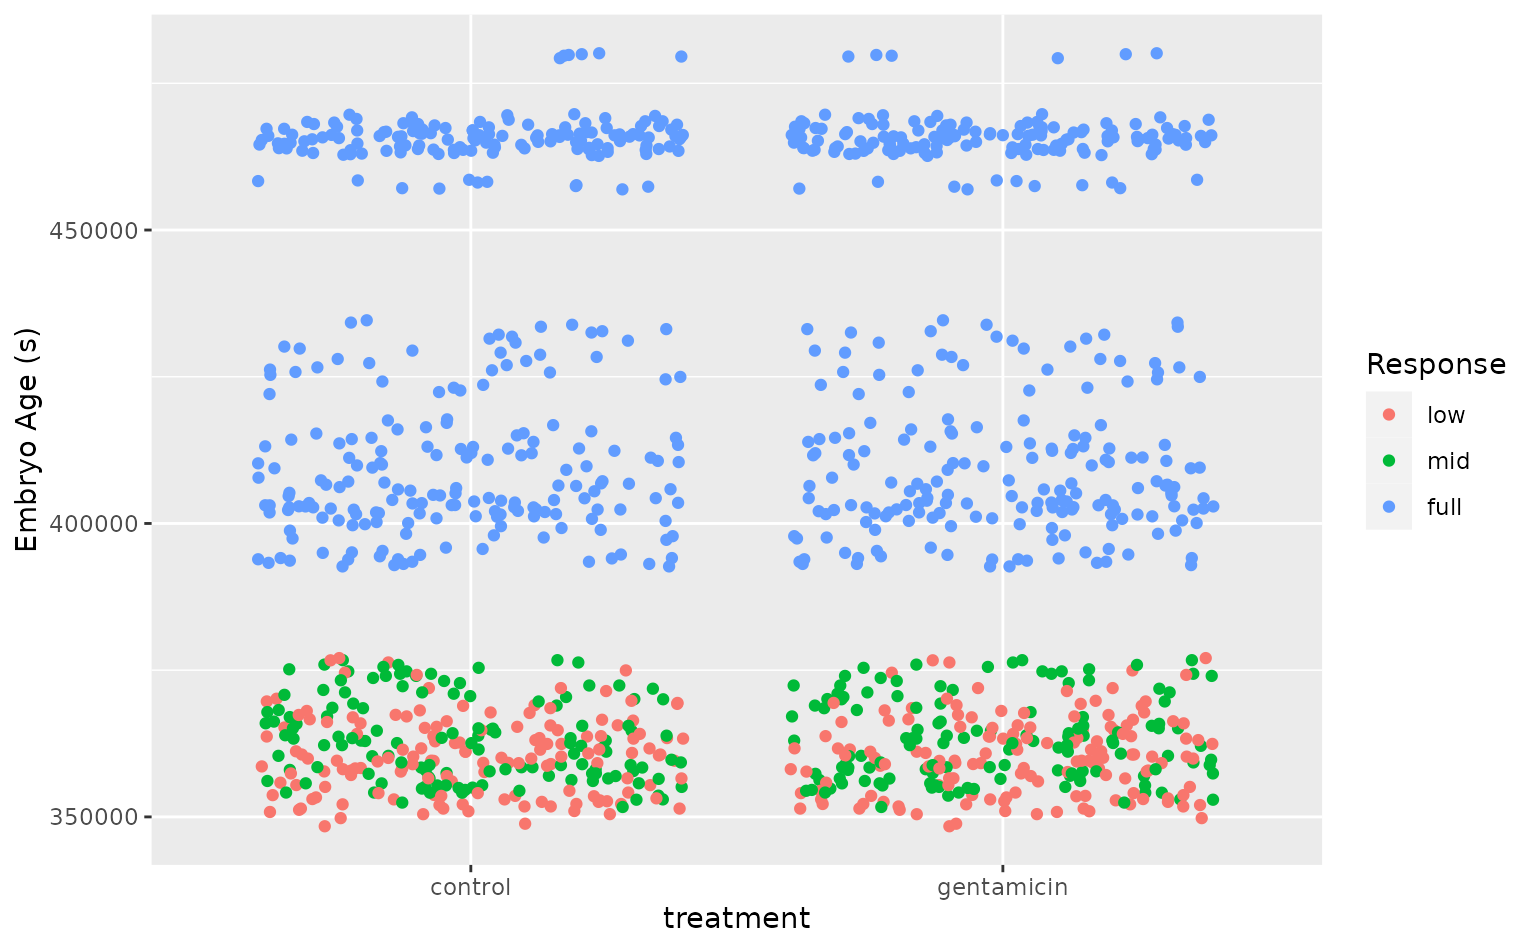 450000
400000
350000
Embryo Age (s)
control
gentamicin
treatment
Response
low
mid
full